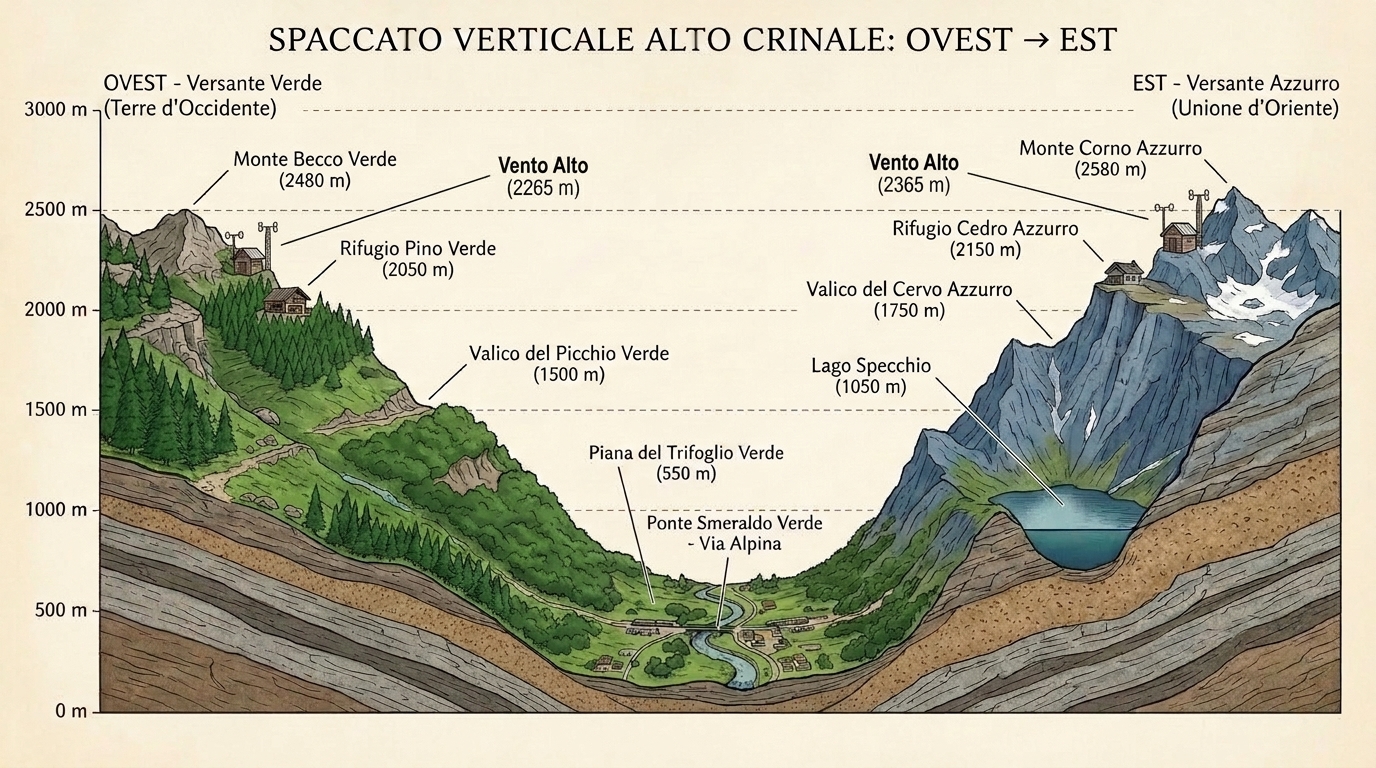 SPACCATO VERTICALE ALTO CRINALE: OVEST → EST
OVEST - Versante Verde
(Terre d'Occidente)
EST - Versante Azzurro
(Unione d'Oriente)
3000 m
Monte Becco Verde
(2480 m)
Vento Alto
(2265 m)
Vento Alto
(2365 m)
Monte Corno Azzurro
(2580 m)
2500 m
Rifugio Pino Verde
(2050 m)
Rifugio Cedro Azzurro
(2150 m)
2000 m
Valico del Cervo Azzurro
(1750 m)
Valico del Picchio Verde
(1500 m)
Lago Specchio
(1050 m)
1500 m
Piana del Trifoglio Verde
(550 m)
1000 m
Ponte Smeraldo Verde
- Via Alpina
500 m
0 m